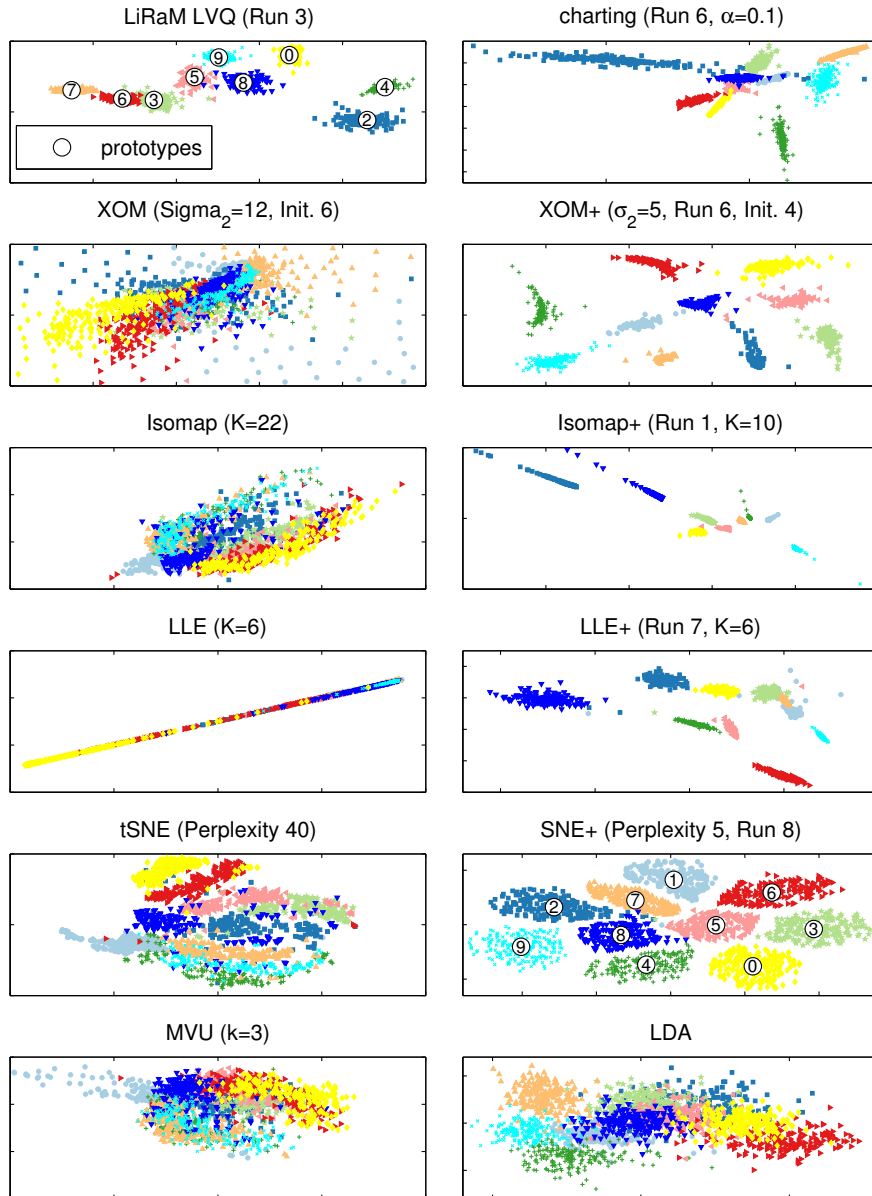 LiRaM LVQ (Run 3)
9
0
5
8
7
6
3
4
2
prototypes
charting (Run 6, α=0.1)
XOM (Sigma₂=12, Init. 6)
XOM+ (σ₂=5, Run 6, Init. 4)
Isomap (K=22)
Isomap+ (Run 1, K=10)
LLE (K=6)
LLE+ (Run 7, K=6)
tSNE (Perplexity 40)
SNE+ (Perplexity 5, Run 8)
1
6
7
2
5
3
8
9
4
0
MVU (k=3)
LDA